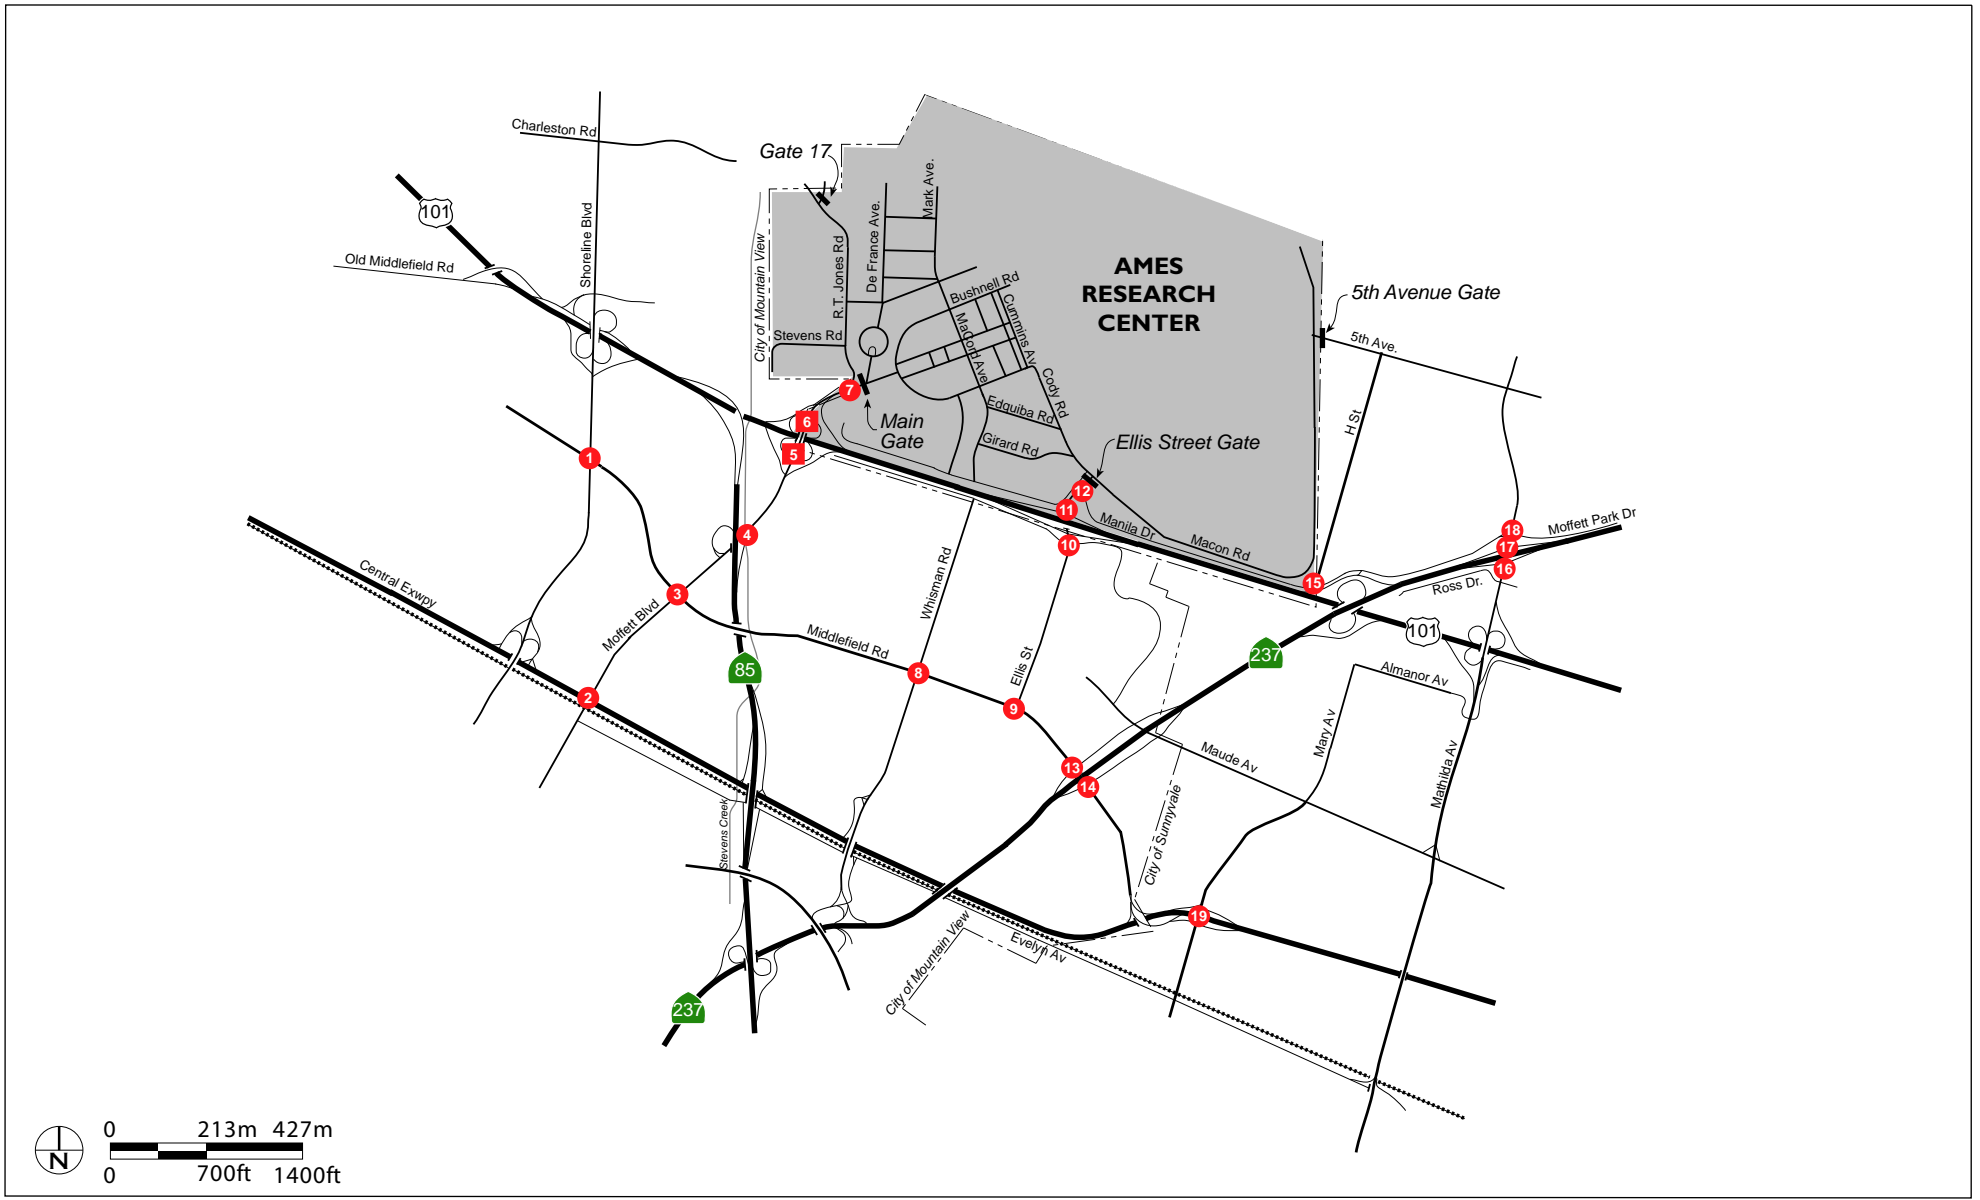 Charleston Rd
Gate 17
Mark Ave.
101
Shoreline Blvd
Old Middlefield Rd
City of Mountain View
R.T. Jones Rd
De France Ave.
AMES
RESEARCH
CENTER
Bushnell Rd
Cummins Av
MaCord Ave
5th Avenue Gate
Stevens Rd
5th Ave.
7
Main
Gate
Cody Rd
Edquiba Rd
Girard Rd
Ellis Street Gate
H St
6
5
1
12
11
Manila Dr
Macon Rd
18
17
16
Moffett Park Dr
4
10
15
Ross Dr.
Central Exwpy
3
Moffett Blvd
Whisman Rd
Middlefield Rd
101
237
85
Ellis St
8
Almanor Av
2
9
Mary Av
Maude Av
13
14
Mathilda Av
Stevens Creek
City of Sunnyvale
19
City of Mountain View
Evelyn Av
237
0 213m 427m
N
0 700ft 1400ft